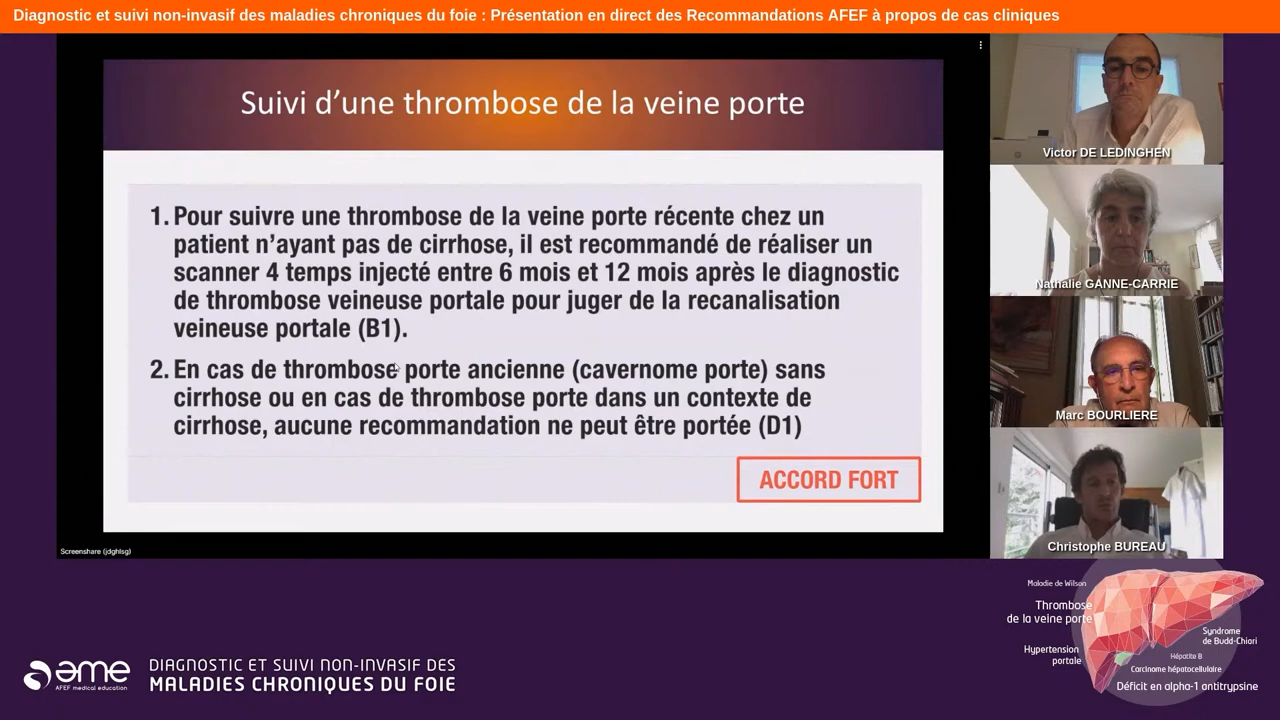 Diagnostic et suivi non-invasif des maladies chroniques du foie : Présentation en direct des Recommandations AFEF à propos de cas cliniques
Suivi d’une thrombose de la veine porte
1. Pour suivre une thrombose de la veine porte récente chez un
patient n’ayant pas de cirrhose, il est recommandé de réaliser un
scanner 4 temps injecté entre 6 mois et 12 mois après le diagnostic
de thrombose veineuse portale pour juger de la recanalisation
veineuse portale (B1).
2. En cas de thrombose porte ancienne (cavernome porte) sans
cirrhose ou en cas de thrombose porte dans un contexte de
cirrhose, aucune recommandation ne peut être portée (D1)
ACCORD FORT
Screenshare (jdghlsg)
Victor DE LEDINGHEN
Nathalie GANNE-CARRIE
Marc BOURLIERE
Christophe BUREAU
Maladie de Wilson
Thrombose
de la veine porte
Hypertension
portale
Syndrome
de Budd-Chiari
Hépatite B
Carcinome hépatocellulaire
Déficit en alpha-1 antitrypsine
ame
AFEF medical education
DIAGNOSTIC ET SUIVI NON-INVASIF DES
MALADIES CHRONIQUES DU FOIE